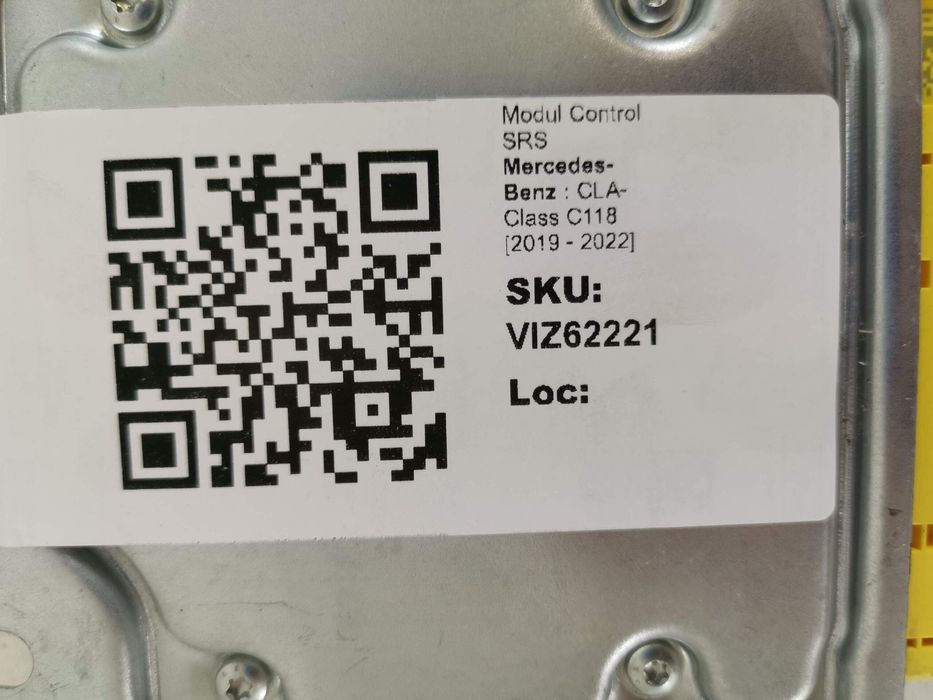 Modul Control
SRS
Mercedes-
Benz : CLA-
Class C118
[2019 - 2022]
SKU:
VIZ62221
Loc: